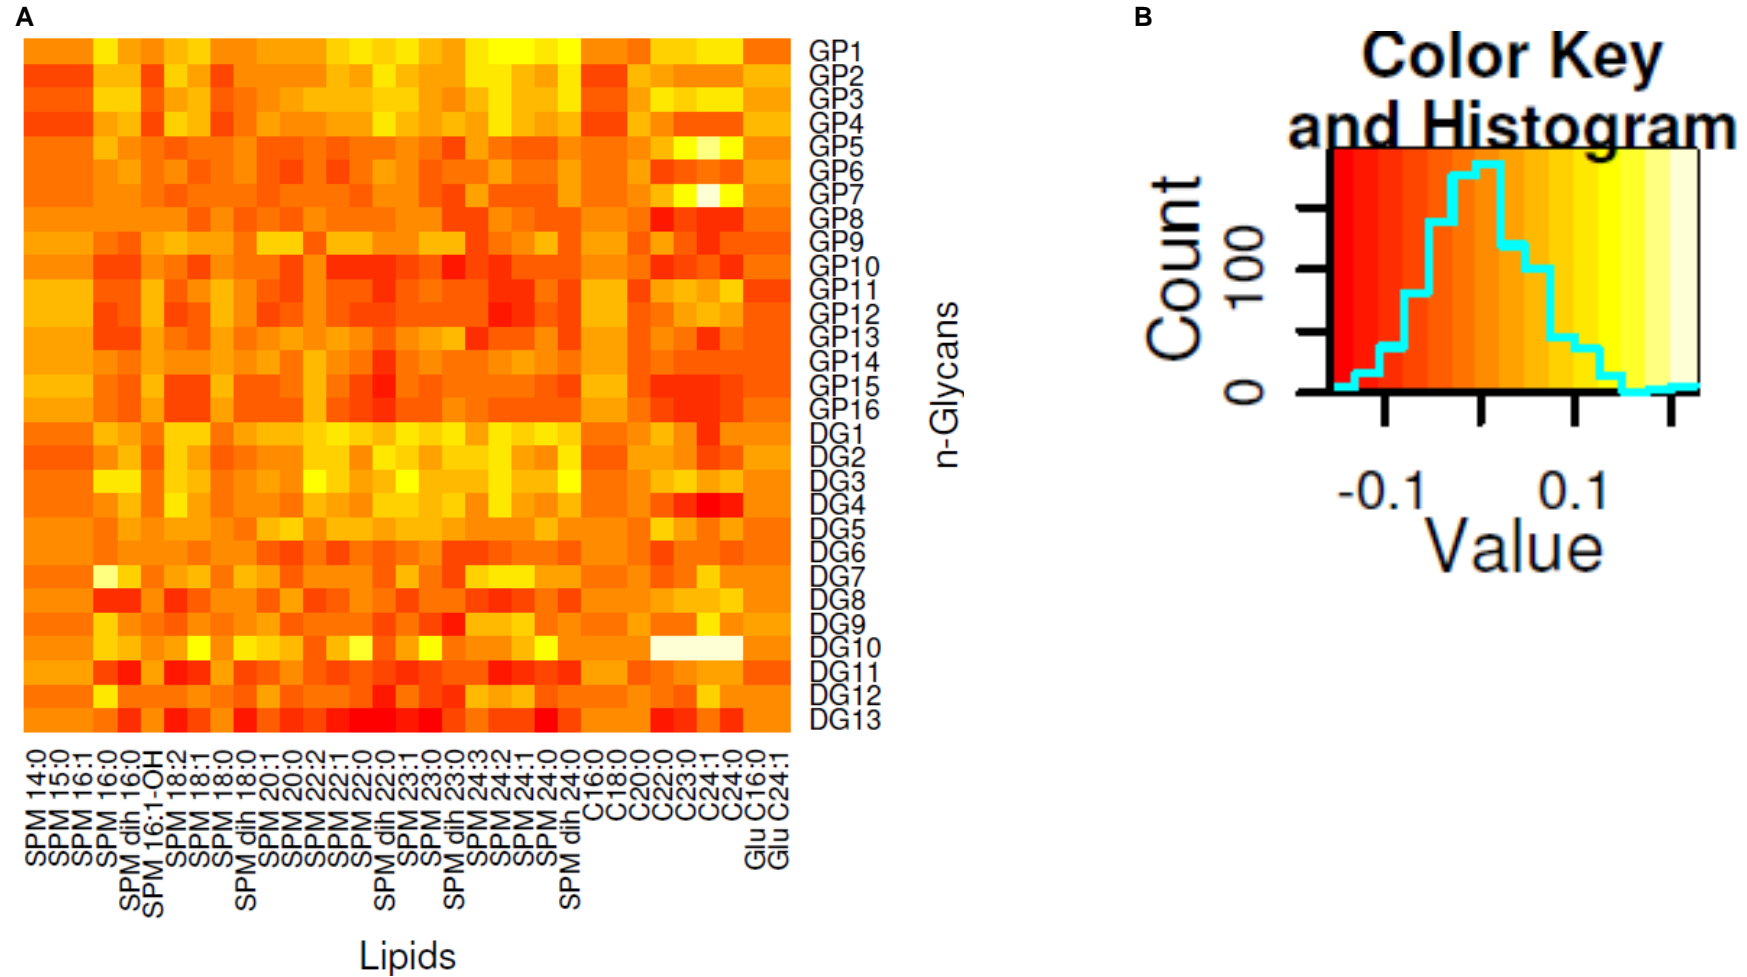 A
GP1
GP2
GP3
GP4
GP5
GP6
GP7
GP8
GP9
GP10
GP11
GP12
GP13
GP14
GP15
GP16
DG1
DG2
DG3
DG4
DG5
DG6
DG7
DG8
DG9
DG10
DG11
DG12
DG13
n-Glycans
SPM 14:0
SPM 15:0
SPM 16:1
SPM 16:0
SPM dih 16:0
SPM 16:1-OH
SPM 18:2
SPM 18:1
SPM 18:0
SPM dih 18:0
SPM 20:1
SPM 20:0
SPM 22:2
SPM 22:1
SPM 22:0
SPM dih 22:0
SPM 23:1
SPM 23:0
SPM dih 23:0
SPM 24:3
SPM 24:2
SPM 24:1
SPM 24:0
SPM dih 24:0
C16:0
C18:0
C20:0
C22:0
C23:0
C24:1
C24:0
Glu C16:0
Glu C24:1
Lipids
B
Color Key
and Histogram
Count
0 100
-0.1 0.1
Value